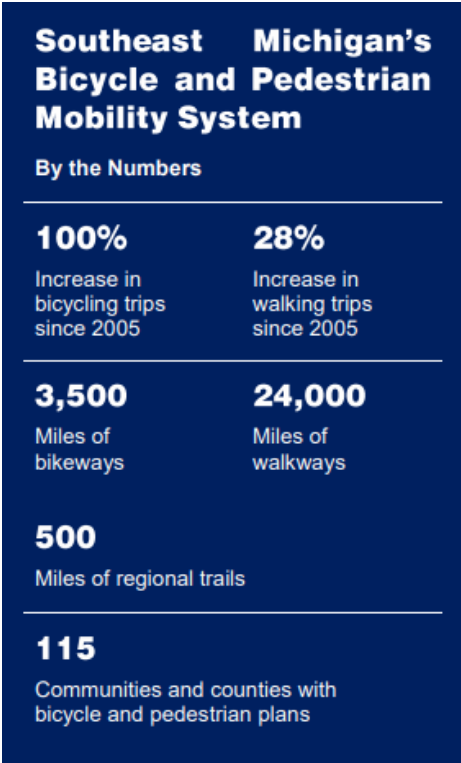 Southeast Michigan's
Bicycle and Pedestrian
Mobility System
By the Numbers
100%
Increase in
bicycling trips
since 2005
28%
Increase in
walking trips
since 2005
3,500
Miles of
bikeways
24,000
Miles of
walkways
500
Miles of regional trails
115
Communities and counties with
bicycle and pedestrian plans